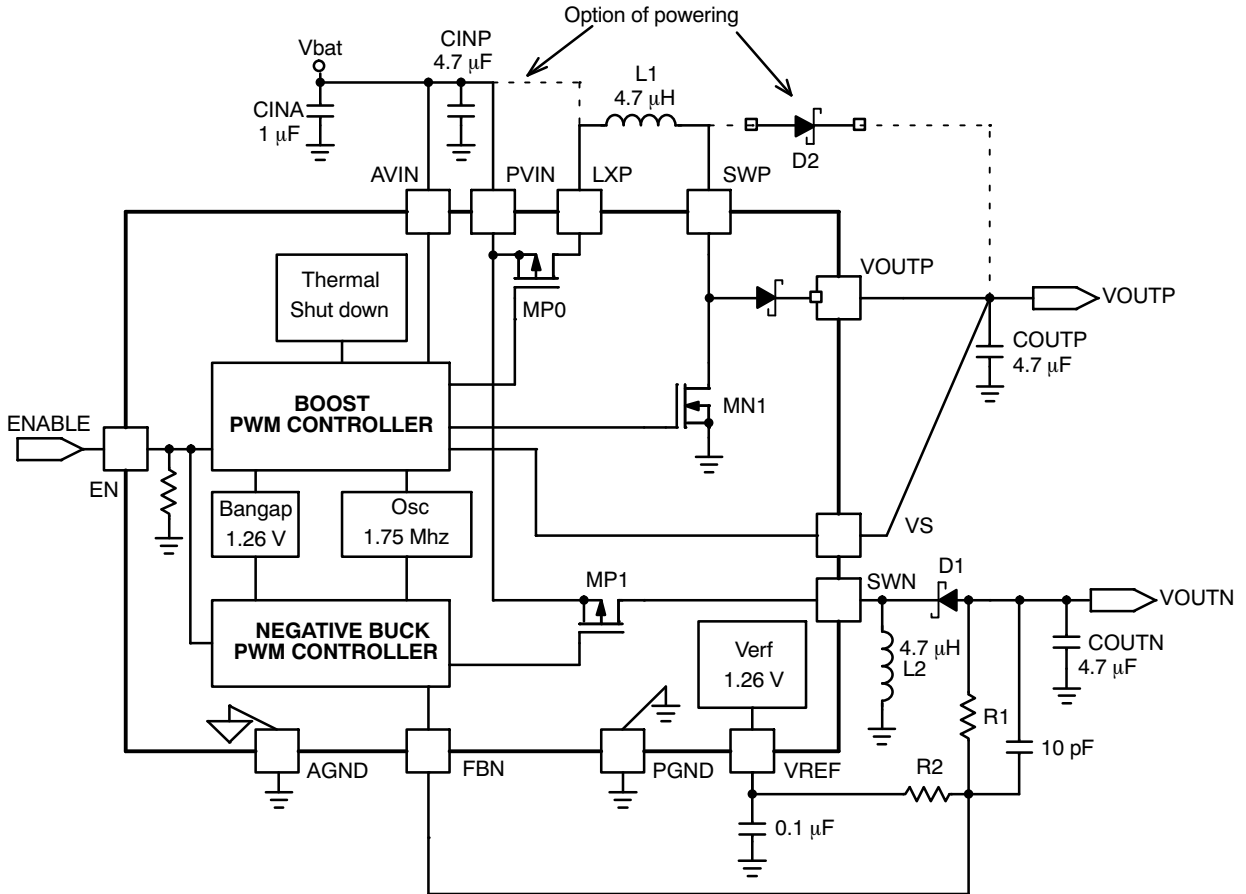 Option of powering
Vbat
CINP
4.7 μF
L1
4.7 μH
CINA
1 μF
D2
AVIN
PVIN
LXP
SWP
Thermal
Shut down
MP0
VOUTP
VOUTP
COUTP
4.7 μF
BOOST
PWM CONTROLLER
MN1
ENABLE
EN
Bangap
1.26 V
Osc
1.75 Mhz
VS
MP1
SWN
D1
VOUTN
NEGATIVE BUCK
PWM CONTROLLER
Verf
1.26 V
4.7 μH
L2
COUTN
4.7 μF
R1
10 pF
AGND
FBN
PGND
VREF
R2
0.1 μF